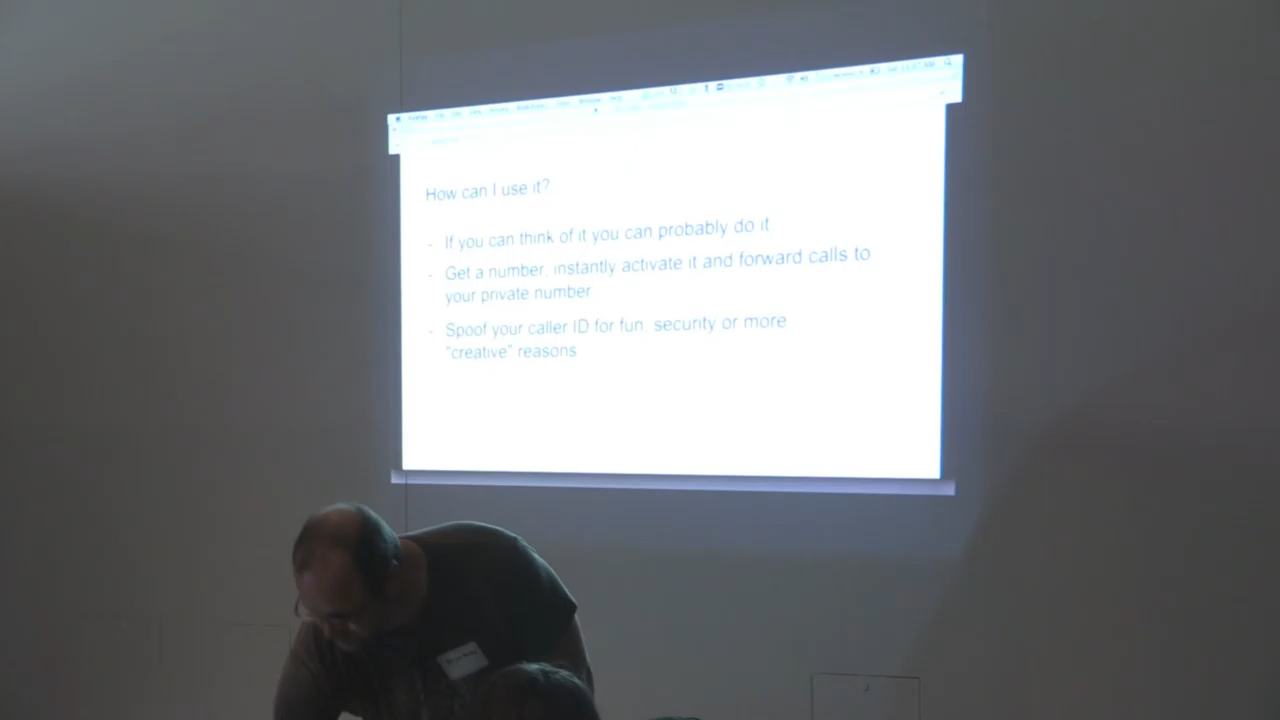 How can I use it?
- If you can think of it you can probably do it
- Get a number, instantly activate it and forward calls to
your private number
- Spoof your caller ID for fun, security or more
"creative" reasons